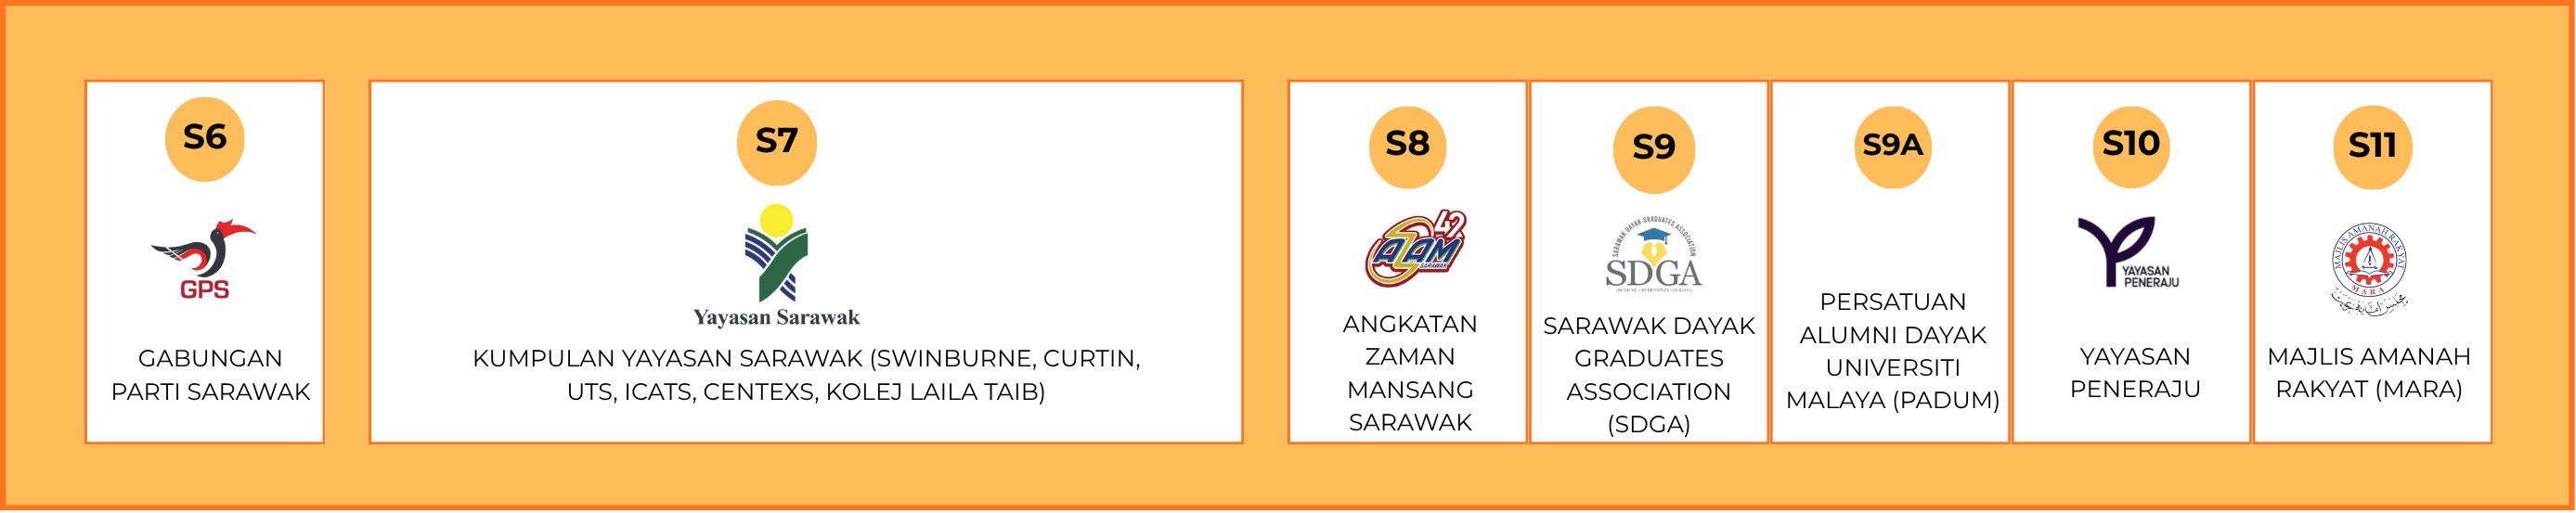 S6
GPS
GABUNGAN
PARTI SARAWAK
S7
Yayasan Sarawak
KUMPULAN YAYASAN SARAWAK (SWINBURNE, CURTIN,
UTS, ICATS, CENTEXS, KOLEJ LAILA TAIB)
S8
42
AZAM
SARAWAK
ANGKATAN
ZAMAN
MANSANG
SARAWAK
S9
SARAWAK DAYAK GRADUATES ASSOCIATION
SDGA
SARAWAK DAYAK
GRADUATES
ASSOCIATION
(SDGA)
S9A
PERSATUAN
ALUMNI DAYAK
UNIVERSITI
MALAYA (PADUM)
S10
YAYASAN
PENERAJU
YAYASAN
PENERAJU
S11
MAJLIS AMANAH RAKYAT
MARA
MAJLIS AMANAH
RAKYAT (MARA)